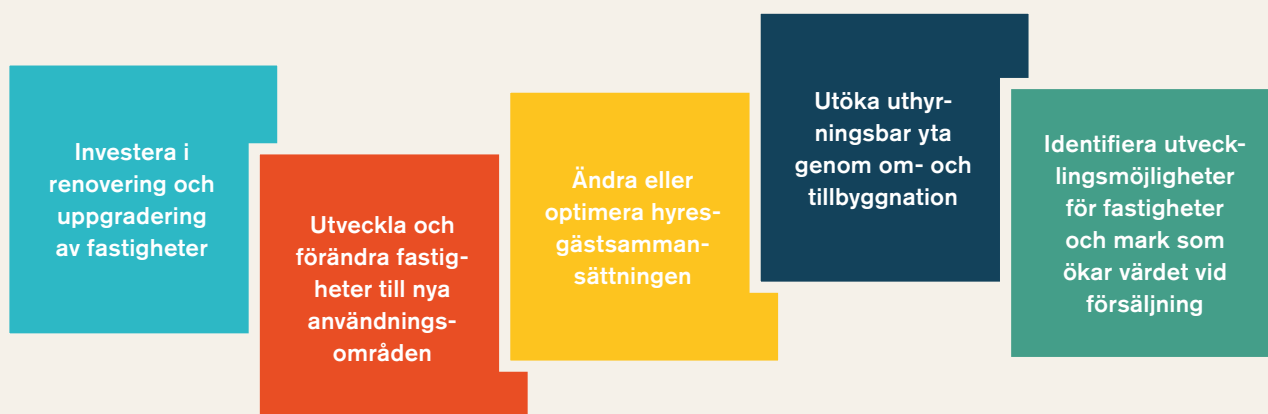 Investera i
renovering och
uppgradering
av fastigheter
Utveckla och
förändra fastig-
heter till nya
användnings-
områden
Ändra eller
optimera hyres-
gästsamman-
sättningen
Utöka uthyr-
ningsbar yta
genom om- och
tillbyggnation
Identifiera utveck-
lingsmöjligheter
för fastigheter
och mark som
ökar värdet vid
försäljning